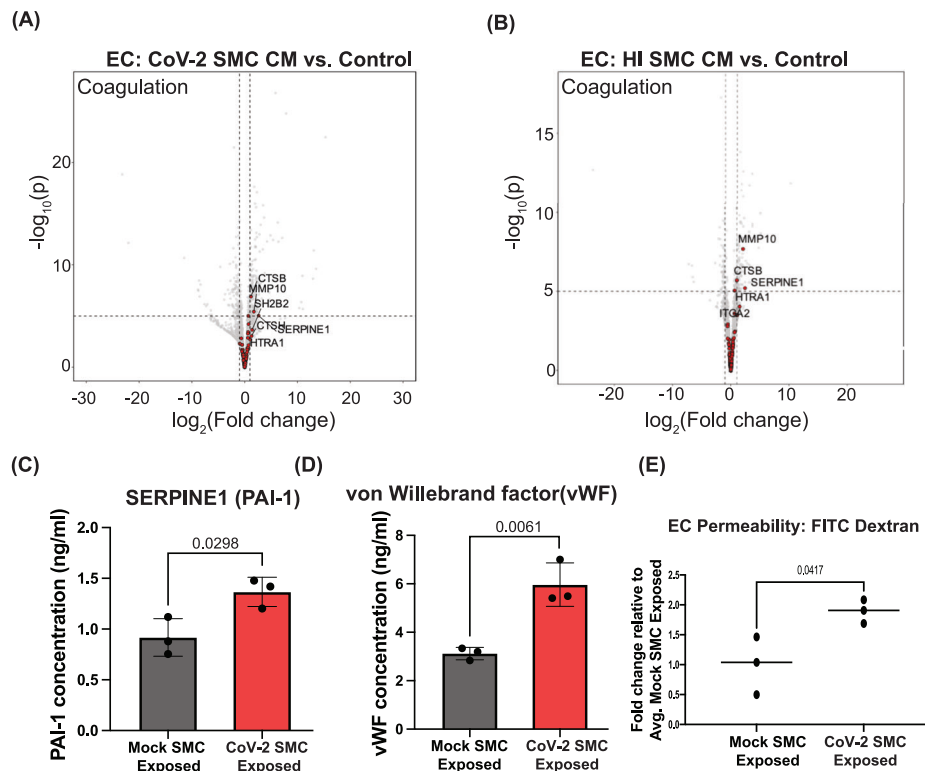 (A)
EC: CoV-2 SMC CM vs. Control
Coagulation
-log10(p)
20
10
0
CTSB
MMP10
SH2B2
CTSH
SERPINE1
HTRA1
-30
-20
-10
0
10
20
30
log2(Fold change)
(B)
EC: HI SMC CM vs. Control
Coagulation
-log10(p)
15
10
5
0
MMP10
CTSB
SERPINE1
HTRA1
ITGA2
-20
-10
0
10
20
log2(Fold change)
(C)
SERPINE1 (PAI-1)
PAI-1 concentration (ng/ml)
2.0
1.5
1.0
0.5
0.0
0.0298
Mock SMC
Exposed
CoV-2 SMC
Exposed
(D)
von Willebrand factor(vWF)
vWF concentration (ng/ml)
8
6
4
2
0
0.0061
Mock SMC
Exposed
CoV-2 SMC
Exposed
(E)
EC Permeability: FITC Dextran
Fold change relative to
Avg. Mock SMC Exposed
2.5
2.0
1.5
1.0
0.5
0.0
0.0417
Mock SMC
Exposed
CoV-2 SMC
Exposed